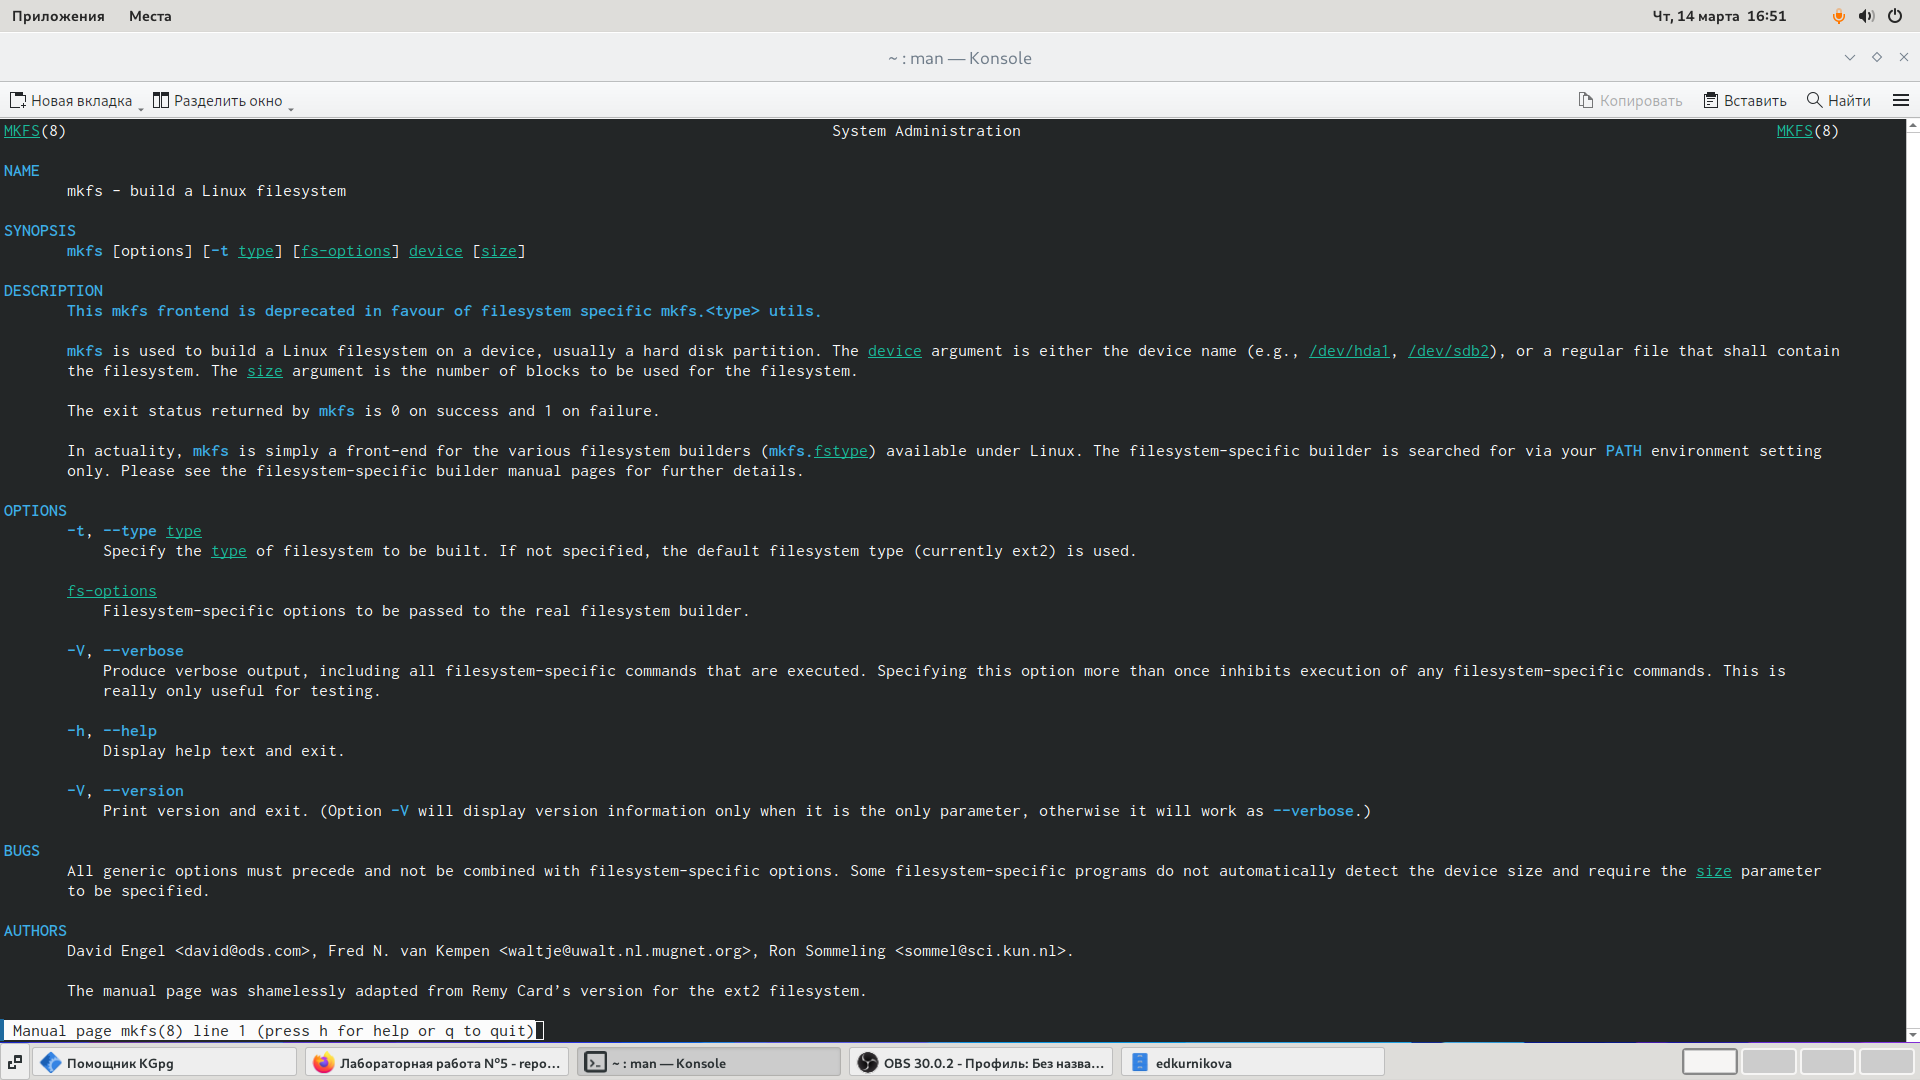 Приложения Места Чт, 14 марта 16:51
~ : man — Konsole
Новая вкладка Разделить окно Копировать Вставить Найти
MKFS(8) System Administration MKFS(8)
NAME
mkfs - build a Linux filesystem
SYNOPSIS
mkfs [options] [-t type] [fs-options] device [size]
DESCRIPTION
This mkfs frontend is deprecated in favour of filesystem specific mkfs.<type> utils.
mkfs is used to build a Linux filesystem on a device, usually a hard disk partition. The device argument is either the device name (e.g., /dev/hda1, /dev/sdb2), or a regular file that shall contain
the filesystem. The size argument is the number of blocks to be used for the filesystem.
The exit status returned by mkfs is 0 on success and 1 on failure.
In actuality, mkfs is simply a front-end for the various filesystem builders (mkfs.fstype) available under Linux. The filesystem-specific builder is searched for via your PATH environment setting
only. Please see the filesystem-specific builder manual pages for further details.
OPTIONS
-t, --type type
Specify the type of filesystem to be built. If not specified, the default filesystem type (currently ext2) is used.
fs-options
Filesystem-specific options to be passed to the real filesystem builder.
-V, --verbose
Produce verbose output, including all filesystem-specific commands that are executed. Specifying this option more than once inhibits execution of any filesystem-specific commands. This is
really only useful for testing.
-h, --help
Display help text and exit.
-V, --version
Print version and exit. (Option -V will display version information only when it is the only parameter, otherwise it will work as --verbose.)
BUGS
All generic options must precede and not be combined with filesystem-specific options. Some filesystem-specific programs do not automatically detect the device size and require the size parameter
to be specified.
AUTHORS
David Engel <david@ods.com>, Fred N. van Kempen <waltje@uwalt.nl.mugnet.org>, Ron Sommeling <sommel@sci.kun.nl>.
The manual page was shamelessly adapted from Remy Card’s version for the ext2 filesystem.
Manual page mkfs(8) line 1 (press h for help or q to quit)
Помощник KGpg Лабораторная работа №5 - repo... ~ : man — Konsole OBS 30.0.2 - Профиль: Без назва... edkurnikova